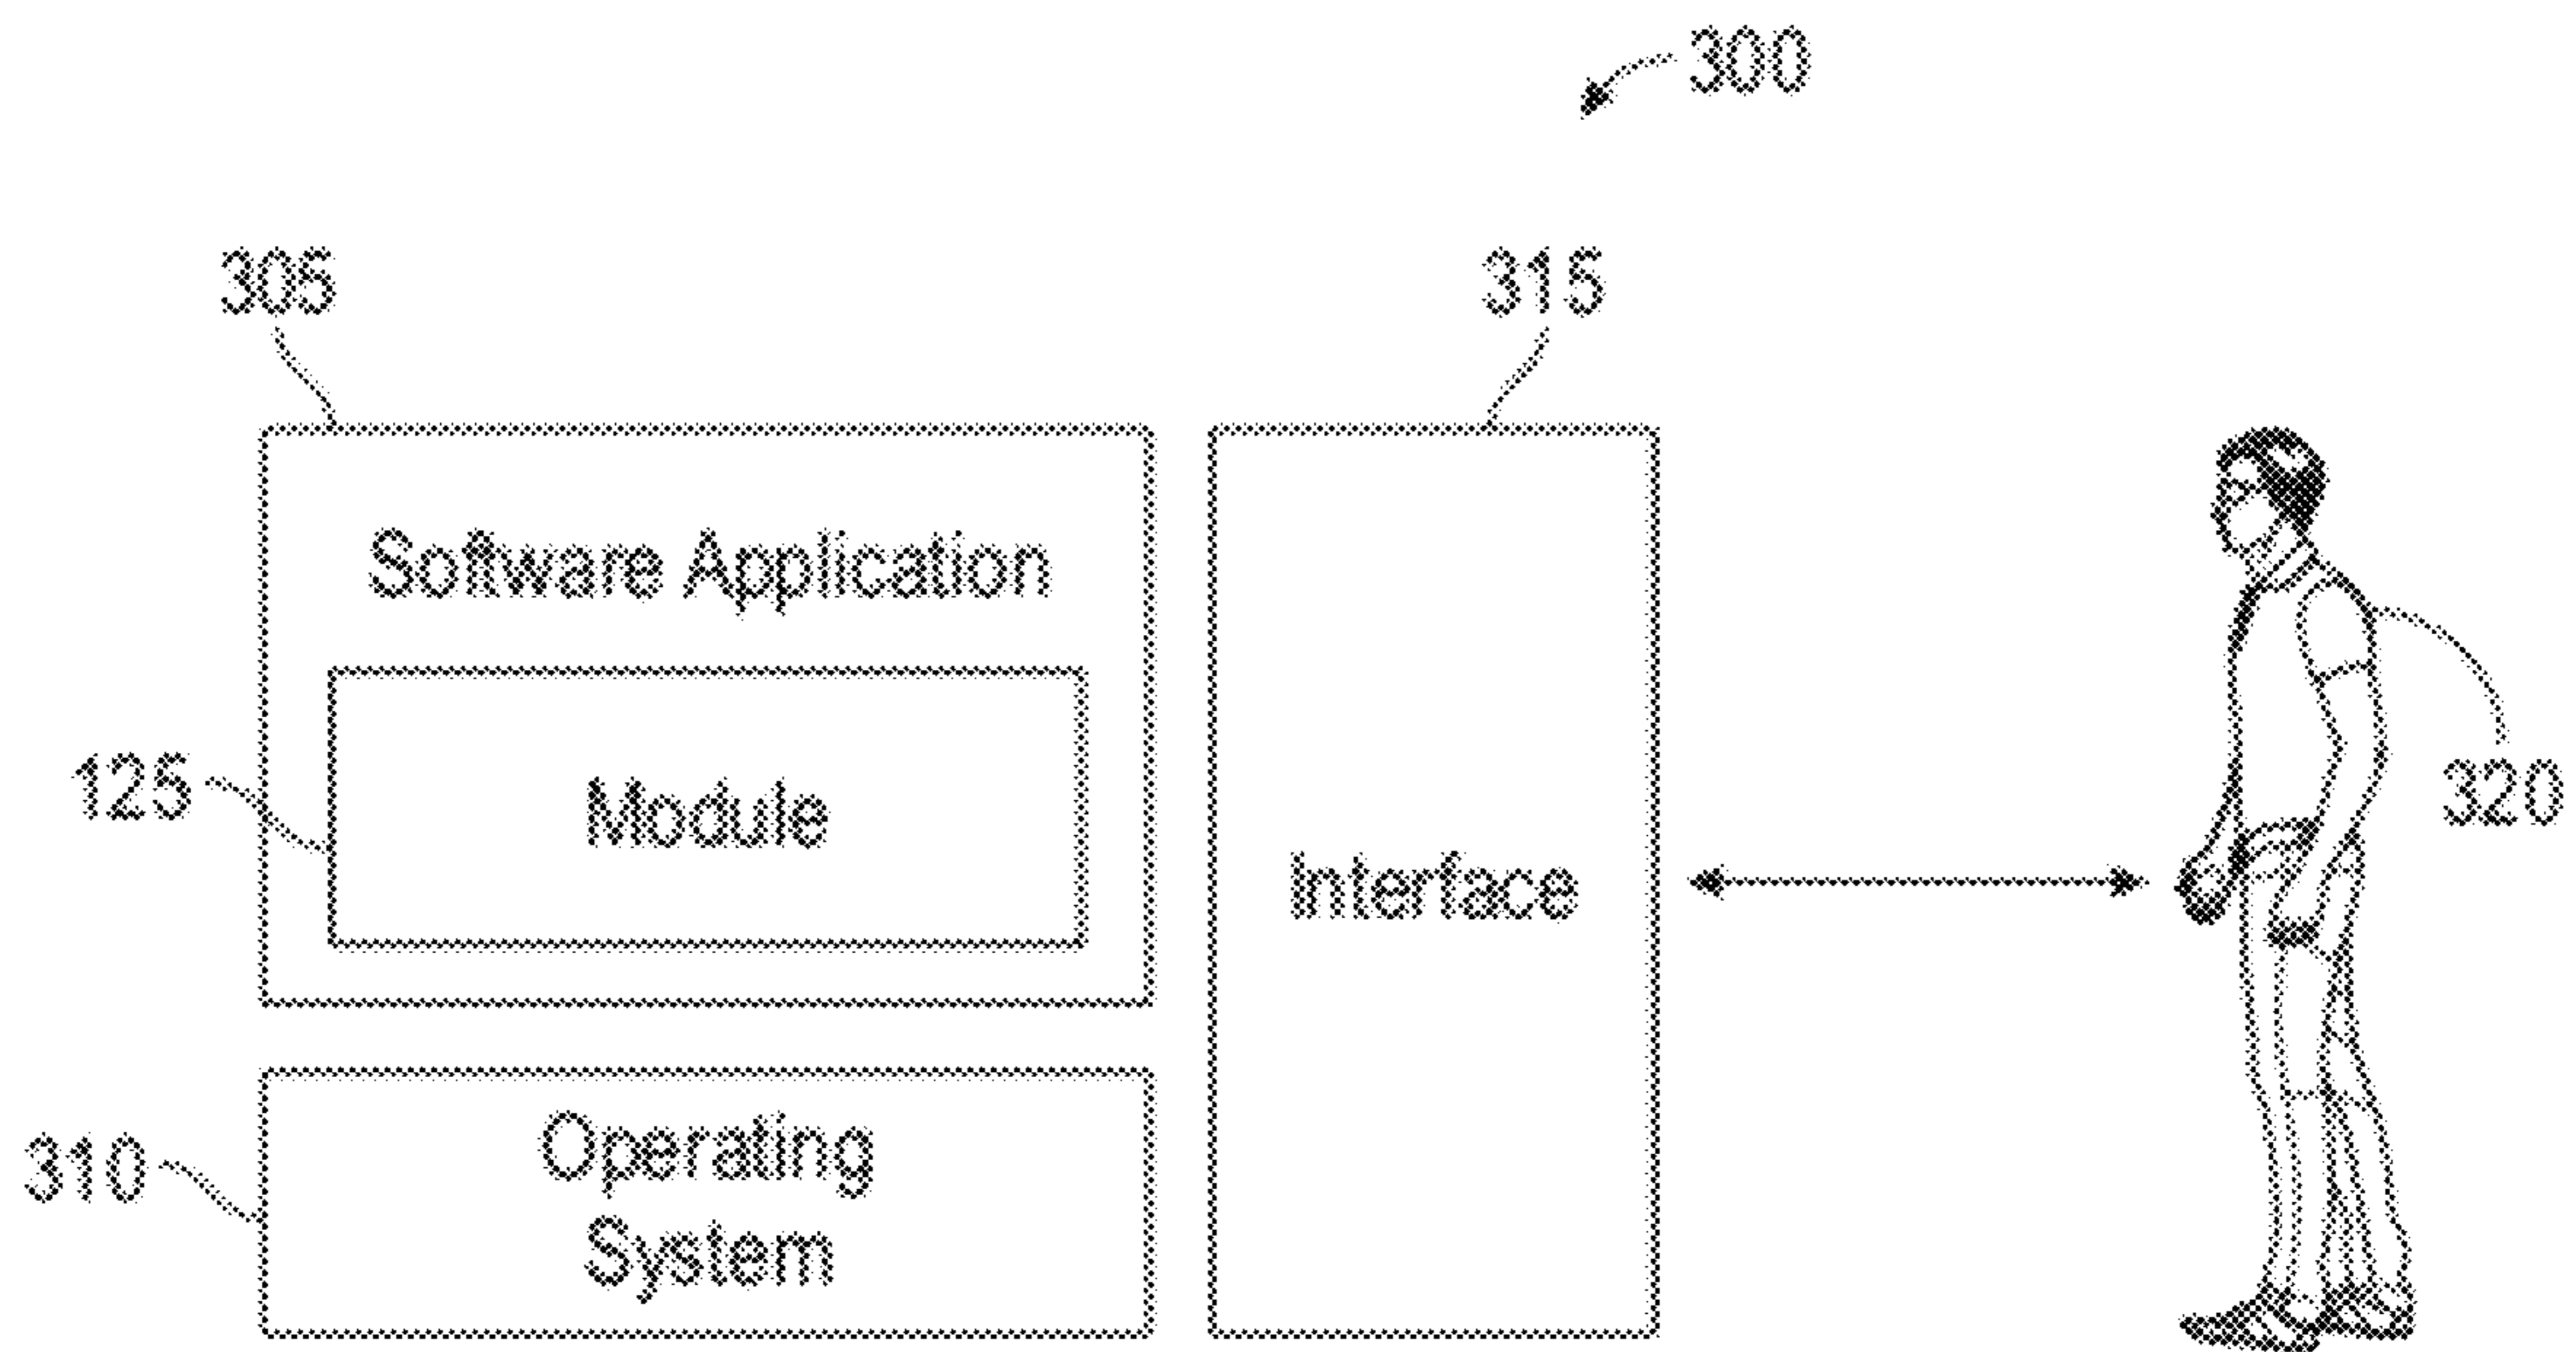 300
305
315
Software Application
125
Module
320
Interface
310
Operating
System